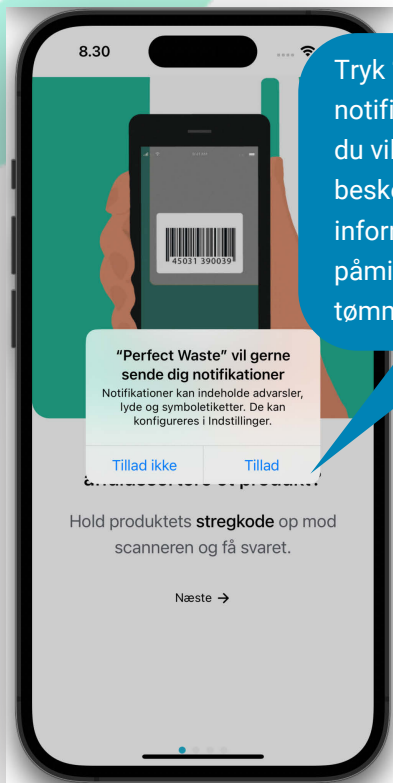 8.30
Tryk
notifi
du vil
besk
infor
påmi
tømn
45031 390039
"Perfect Waste" vil gerne
sende dig notifikationer
Notifikationer kan indeholde advarsler,
lyde og symboletiketter. De kan
konfigureres i Indstillinger.
Tillad ikke
Tillad
Hold produktets stregkode op mod
scanneren og få svaret.
Næste →